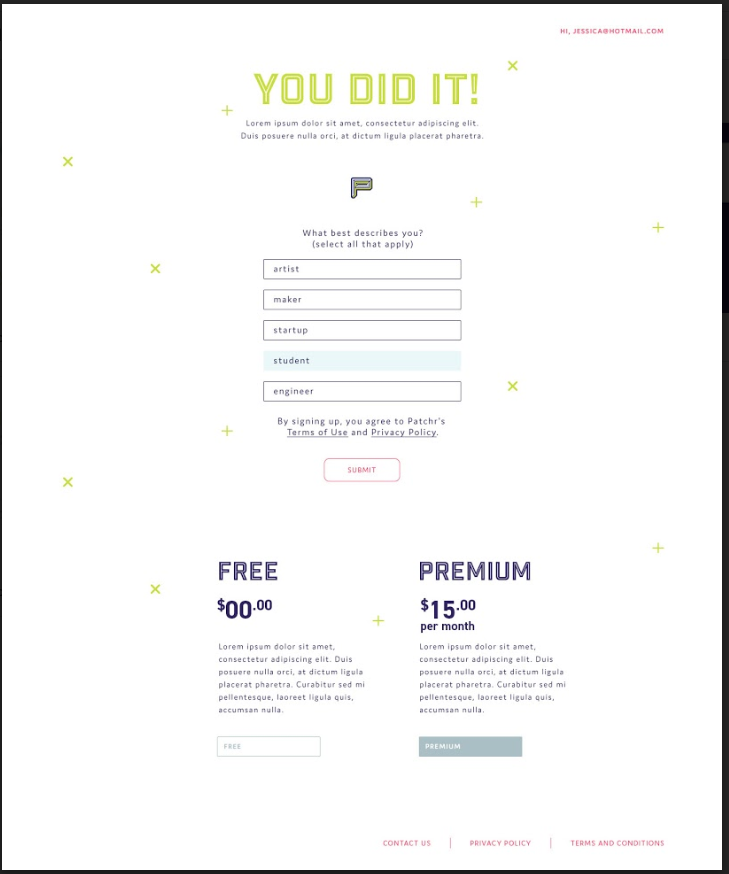 HI, JESSICA@HOTMAIL.COM
YOU DID IT!
Lorem ipsum dolor sit amet, consectetur adipiscing elit.
Duis posuere nulla orci, at dictum ligula placerat pharetra.
P
What best describes you?
(select all that apply)
artist
maker
startup
student
engineer
By signing up, you agree to Patchr's
Terms of Use and Privacy Policy.
SUBMIT
FREE
$00.00
Lorem ipsum dolor sit amet,
consectetur adipiscing elit. Duis
posuere nulla orci, at dictum ligula
placerat pharetra. Curabitur sed mi
pellentesque, laoreet ligula quis,
accumsan nulla.
FREE
PREMIUM
$15.00
per month
Lorem ipsum dolor sit amet,
consectetur adipiscing elit. Duis
posuere nulla orci, at dictum ligula
placerat pharetra. Curabitur sed mi
pellentesque, laoreet ligula quis,
accumsan nulla.
PREMIUM
CONTACT US | PRIVACY POLICY | TERMS AND CONDITIONS